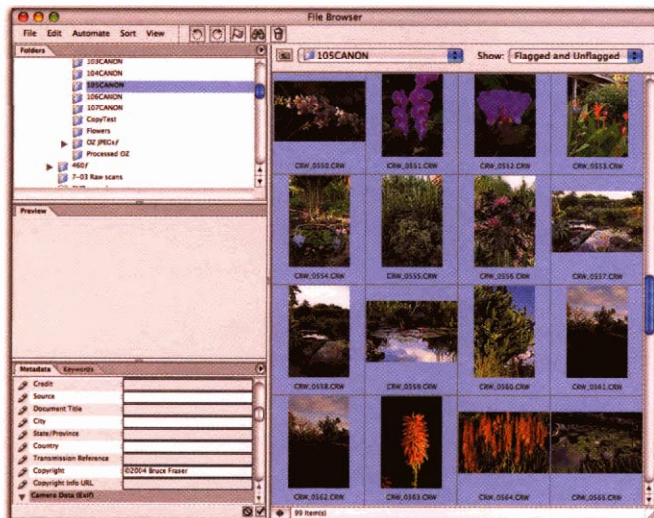 File Browser
File Edit Automate Sort View
Folders
103CANON
104CANON
105CANON
106CANON
107CANON
CopyTest
Flowers
OZ JPEGsƒ
Processed OZ
460ƒ
7-03 Raw scans
Preview
Metadata Keywords
Credit
Source
Document Title
City
State/Province
Country
Transmission Reference
Copyright ©2004 Bruce Fraser
Copyright Info URL
Camera Data (Exif)
105CANON Show: Flagged and Unflagged
CRW_0550.CRW CRW_0551.CRW CRW_0552.CRW CRW_0553.CRW
CRW_0554.CRW CRW_0555.CRW CRW_0556.CRW CRW_0557.CRW
CRW_0558.CRW CRW_0559.CRW CRW_0560.CRW CRW_0561.CRW
CRW_0562.CRW CRW_0563.CRW CRW_0564.CRW CRW_0565.CRW
99 Item(s)